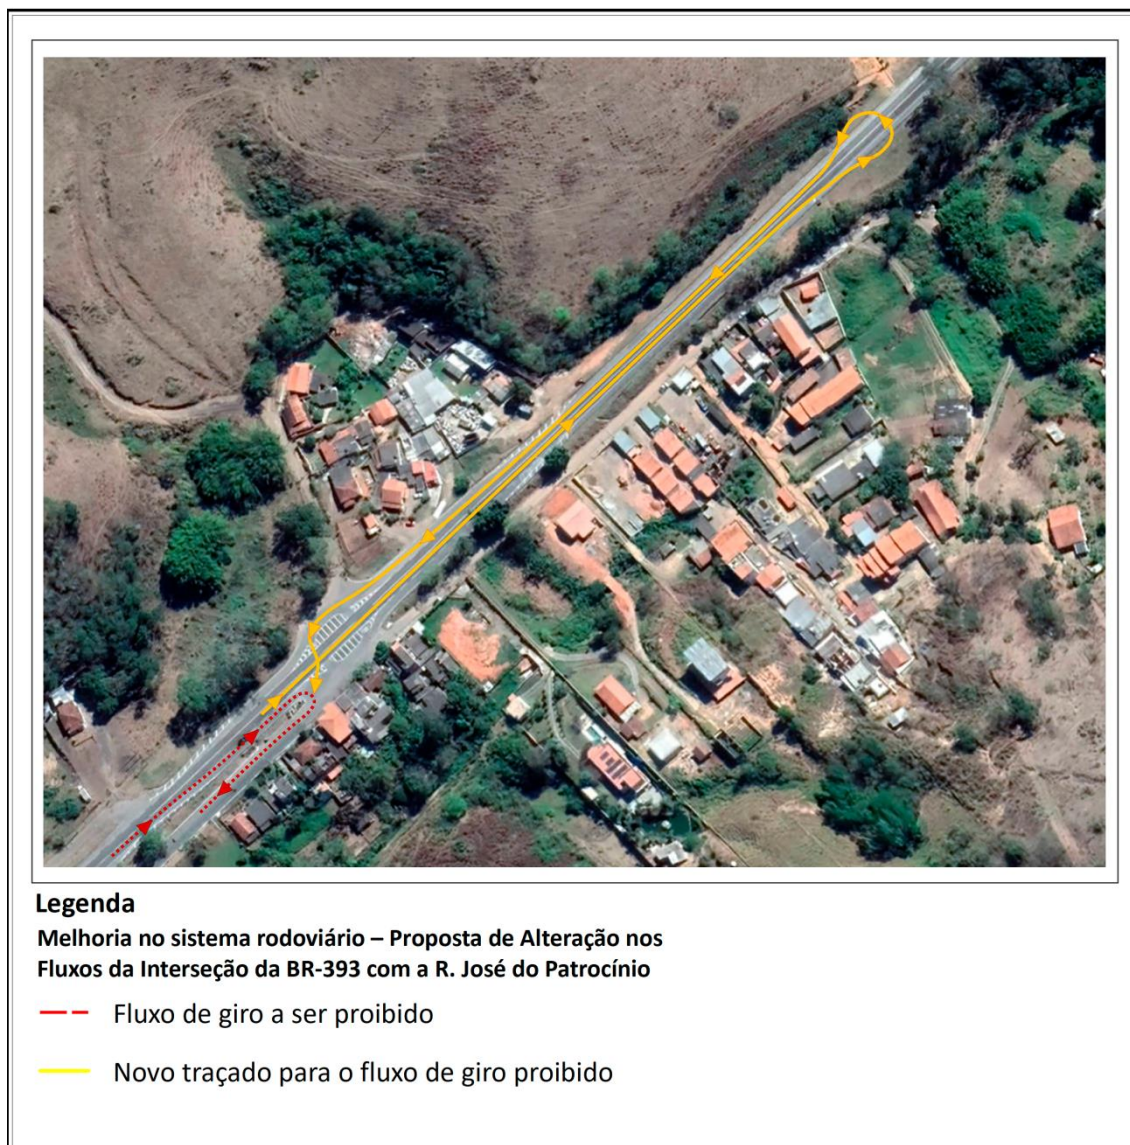 Legenda
Melhoria no sistema rodoviário – Proposta de Alteração nos
Fluxos da Interseção da BR-393 com a R. José do Patrocínio
Fluxo de giro a ser proibido
Novo traçado para o fluxo de giro proibido